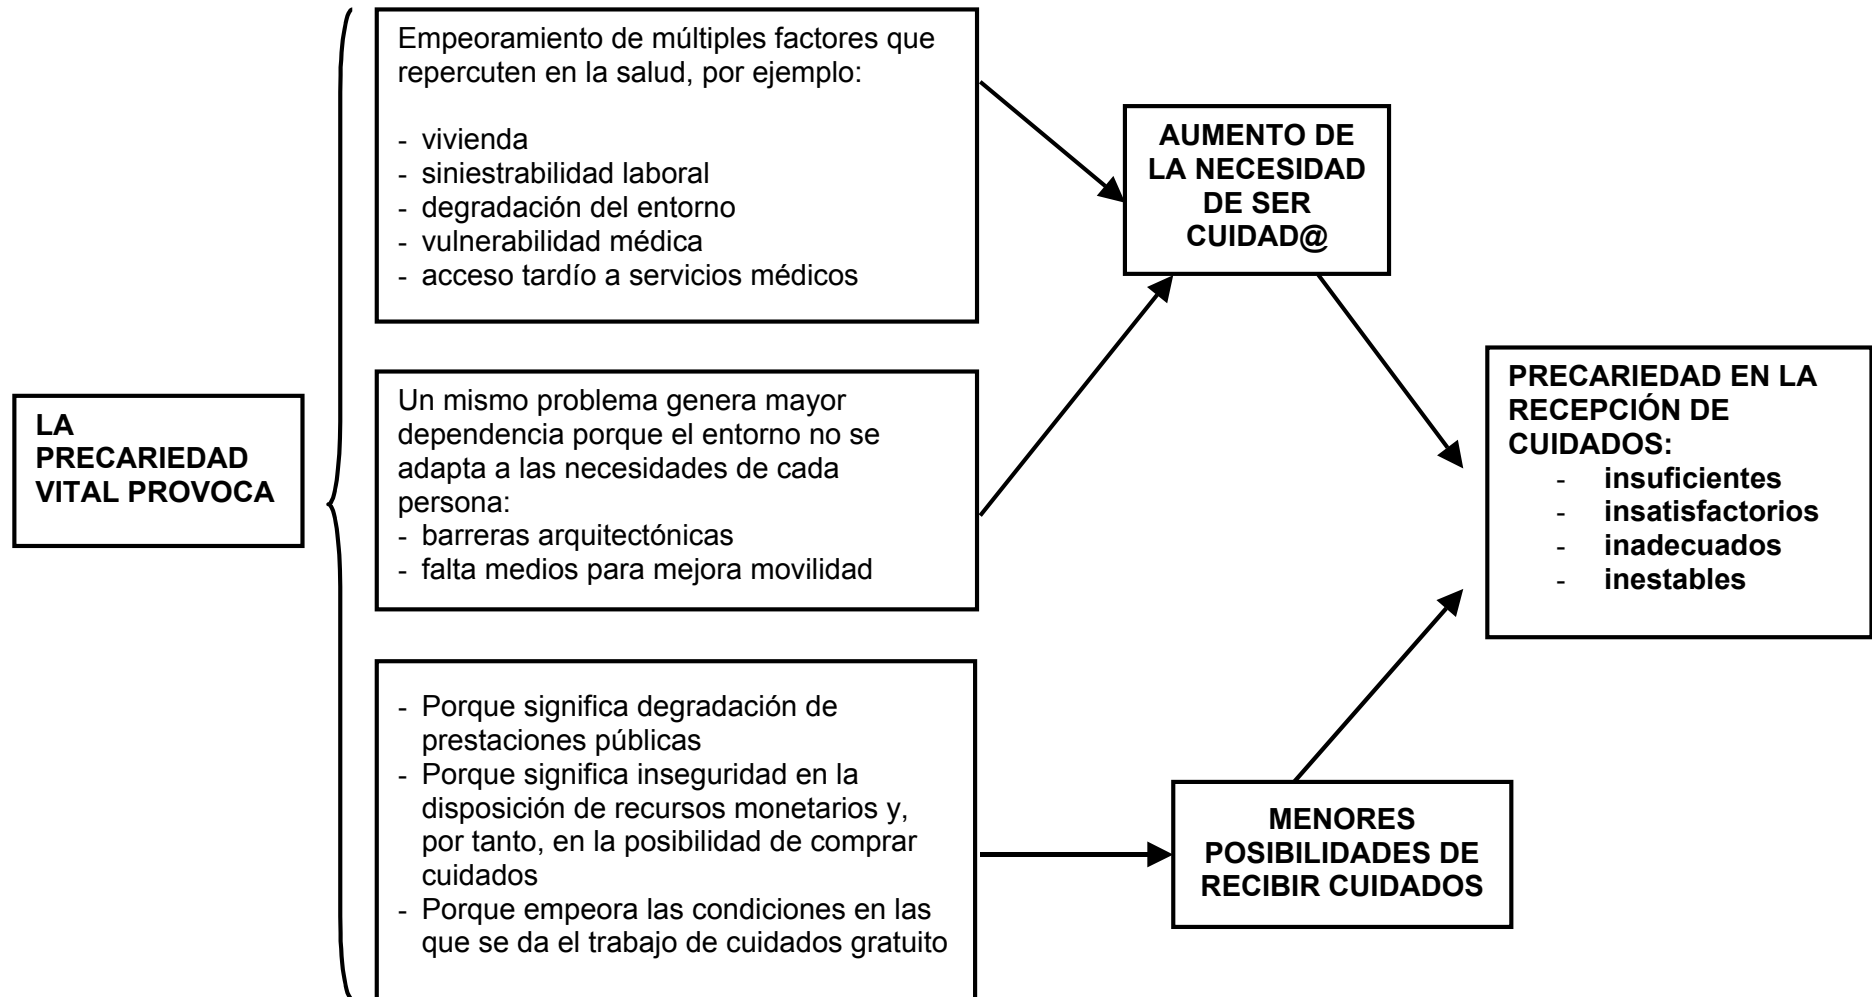 LA
PRECARIEDAD
VITAL PROVOCA
Empeoramiento de múltiples factores que
repercuten en la salud, por ejemplo:
- vivienda
- siniestrabilidad laboral
- degradación del entorno
- vulnerabilidad médica
- acceso tardío a servicios médicos
Un mismo problema genera mayor
dependencia porque el entorno no se
adapta a las necesidades de cada
persona:
- barreras arquitectónicas
- falta medios para mejora movilidad
- Porque significa degradación de
prestaciones públicas
- Porque significa inseguridad en la
disposición de recursos monetarios y,
por tanto, en la posibilidad de comprar
cuidados
- Porque empeora las condiciones en las
que se da el trabajo de cuidados gratuito
AUMENTO DE
LA NECESIDAD
DE SER
CUIDAD@
MENORES
POSIBILIDADES DE
RECIBIR CUIDADOS
PRECARIEDAD EN LA
RECEPCIÓN DE
CUIDADOS:
- insuficientes
- insatisfactorios
- inadecuados
- inestables